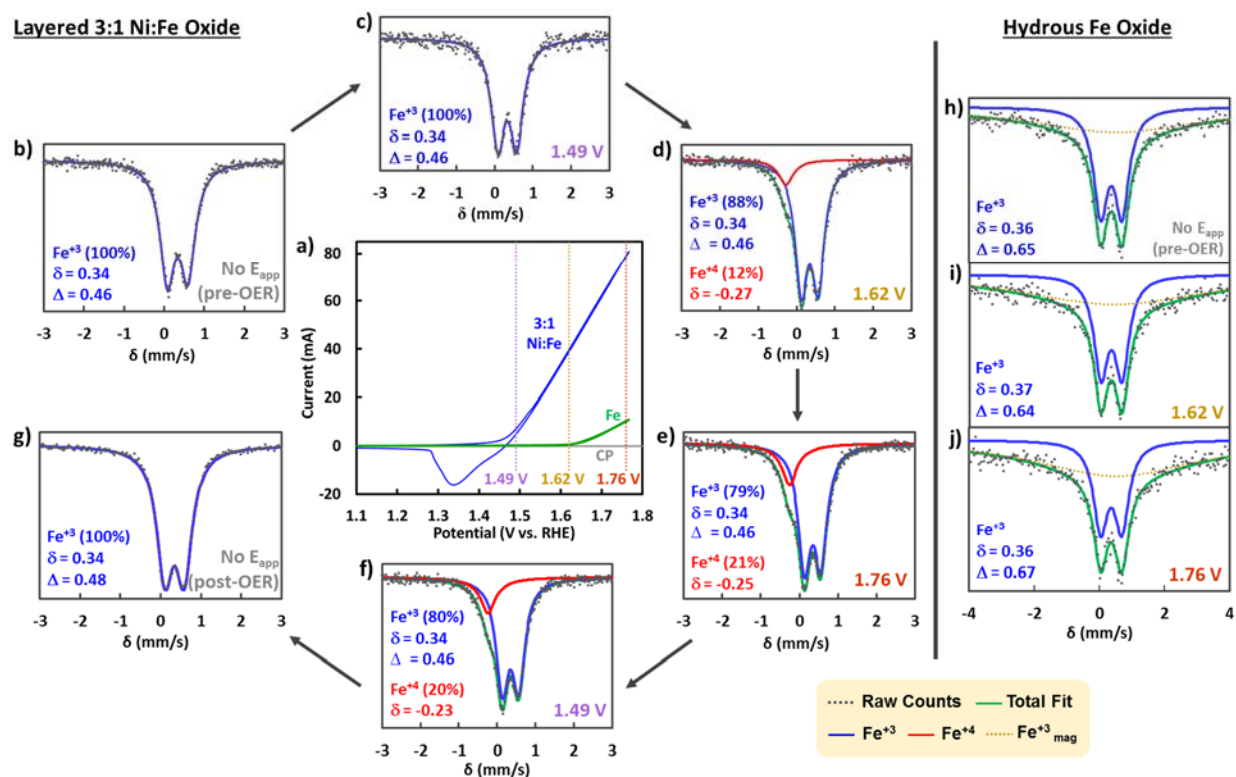 Layered 3:1 Ni:Fe Oxide
Hydrous Fe Oxide
b)
Fe+3 (100%)
δ = 0.34
Δ = 0.46
No Eapp
(pre-OER)
-3 -2 -1 0 1 2 3
δ (mm/s)
c)
Fe+3 (100%)
δ = 0.34
Δ = 0.46
1.49 V
-3 -2 -1 0 1 2 3
δ (mm/s)
d)
Fe+3 (88%)
δ = 0.34
Δ = 0.46
Fe+4 (12%)
δ = -0.27
1.62 V
-3 -2 -1 0 1 2 3
δ (mm/s)
a)
80
60
40
20
0
-20
Current (mA)
3:1
Ni:Fe
Fe
CP
1.49 V
1.62 V
1.76 V
1.1 1.2 1.3 1.4 1.5 1.6 1.7 1.8
Potential (V vs. RHE)
e)
Fe+3 (79%)
δ = 0.34
Δ = 0.46
Fe+4 (21%)
δ = -0.25
1.76 V
-3 -2 -1 0 1 2 3
δ (mm/s)
f)
Fe+3 (80%)
δ = 0.34
Δ = 0.46
Fe+4 (20%)
δ = -0.23
1.49 V
-3 -2 -1 0 1 2 3
δ (mm/s)
g)
Fe+3 (100%)
δ = 0.34
Δ = 0.48
No Eapp
(post-OER)
-3 -2 -1 0 1 2 3
δ (mm/s)
h)
Fe+3
δ = 0.36
Δ = 0.65
No Eapp
(pre-OER)
i)
Fe+3
δ = 0.37
Δ = 0.64
1.62 V
j)
Fe+3
δ = 0.36
Δ = 0.67
1.76 V
-4 -2 0 2 4
δ (mm/s)
Raw Counts
Total Fit
Fe+3
Fe+4
Fe+3 mag